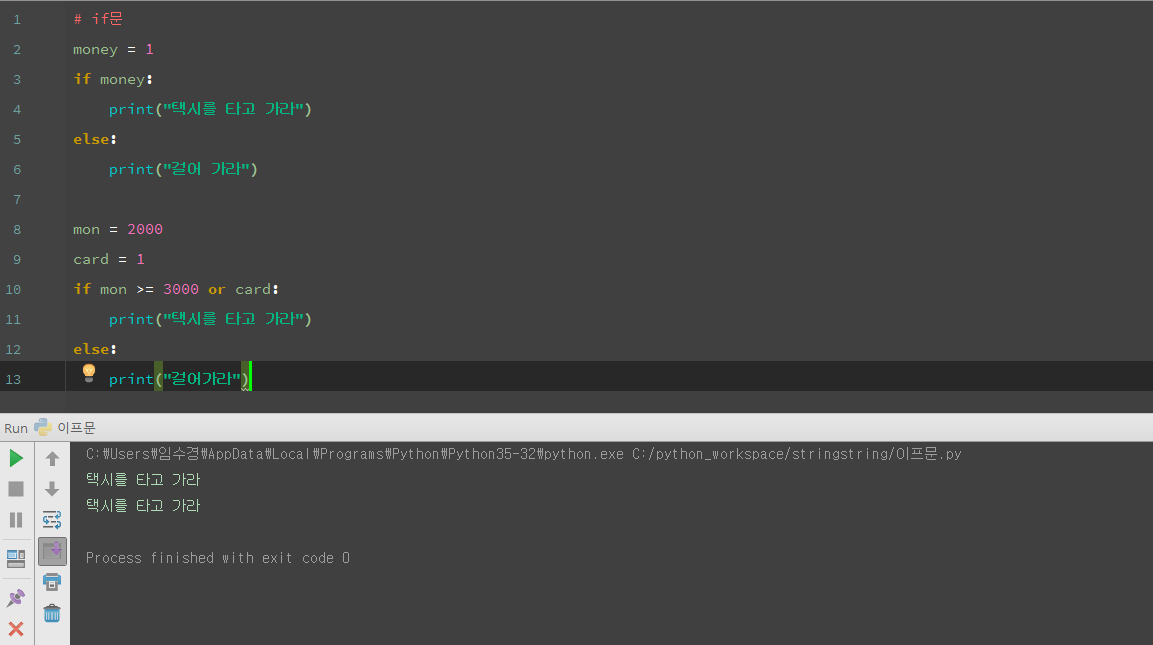 1 # if문
2 money = 1
3 if money:
4     print("택시를 타고 가라")
5 else:
6     print("걸어 가라")
7
8 mon = 2000
9 card = 1
10 if mon >= 3000 or card:
11     print("택시를 타고 가라")
12 else:
13     print("걸어가라")
Run 이프문
C:\Users\임수경\AppData\Local\Programs\Python\Python35-32\python.exe C:/python_workspace/stringstring/이프문.py
택시를 타고 가라
택시를 타고 가라
Process finished with exit code 0